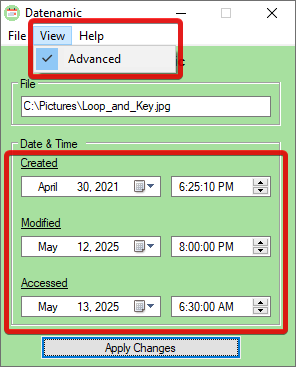 Datenamic
File View Help
Advanced
File
C:\Pictures\Loop_and_Key.jpg
Date & Time
Created
April 30, 2021 6:25:10 PM
Modified
May 12, 2025 8:00:00 PM
Accessed
May 13, 2025 6:30:00 AM
Apply Changes